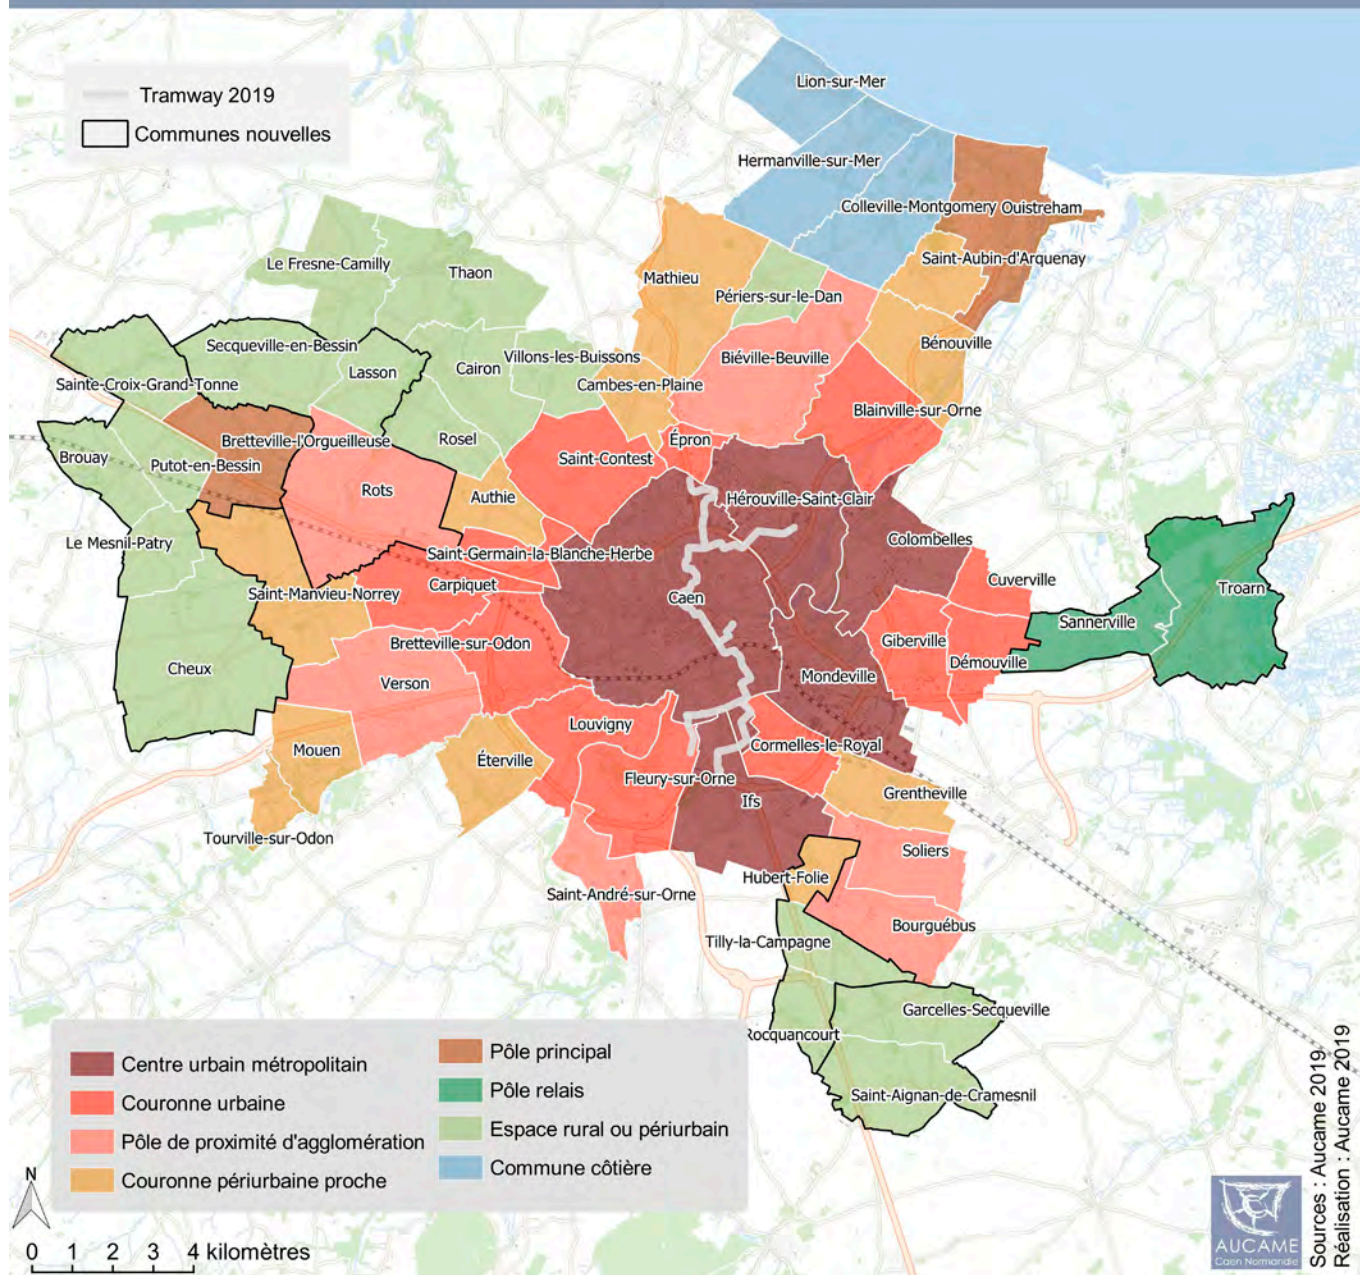 Tramway 2019
Communes nouvelles
Lion-sur-Mer
Hermanville-sur-Mer
Colleville-Montgomery
Ouistreham
Saint-Aubin-d'Arquenay
Le Fresne-Camilly
Thaon
Mathieu
Périers-sur-le-Dan
Bénouville
Secqueville-en-Bessin
Villons-les-Buissons
Biéville-Beuville
Sainte-Croix-Grand-Tonne
Lasson
Cairon
Cambes-en-Plaine
Blainville-sur-Orne
Bretteville-l'Orgueilleuse
Rosel
Épron
Brouay
Putot-en-Bessin
Saint-Contest
Rots
Authie
Hérouville-Saint-Clair
Le Mesnil-Patry
Saint-Germain-la-Blanche-Herbe
Colombelles
Saint-Manvieu-Norrey
Carpiquet
Caen
Cuverville
Troarn
Sannerville
Bretteville-sur-Odon
Giberville
Démouville
Cheux
Verson
Mondeville
Louvigny
Mouen
Éterville
Cormelles-le-Royal
Fleury-sur-Orne
Ifs
Grentheville
Tourville-sur-Odon
Soliers
Hubert-Folie
Saint-André-sur-Orne
Bourguébus
Tilly-la-Campagne
Garcelles-Secqueville
Rocquancourt
Saint-Aignan-de-Cramesnil
Centre urbain métropolitain
Couronne urbaine
Pôle de proximité d'agglomération
Couronne périurbaine proche
Pôle principal
Pôle relais
Espace rural ou périurbain
Commune côtière
N
0 1 2 3 4 kilomètres
AUCAME
Caen Normandie
Sources : Aucame 2019
Réalisation : Aucame 2019